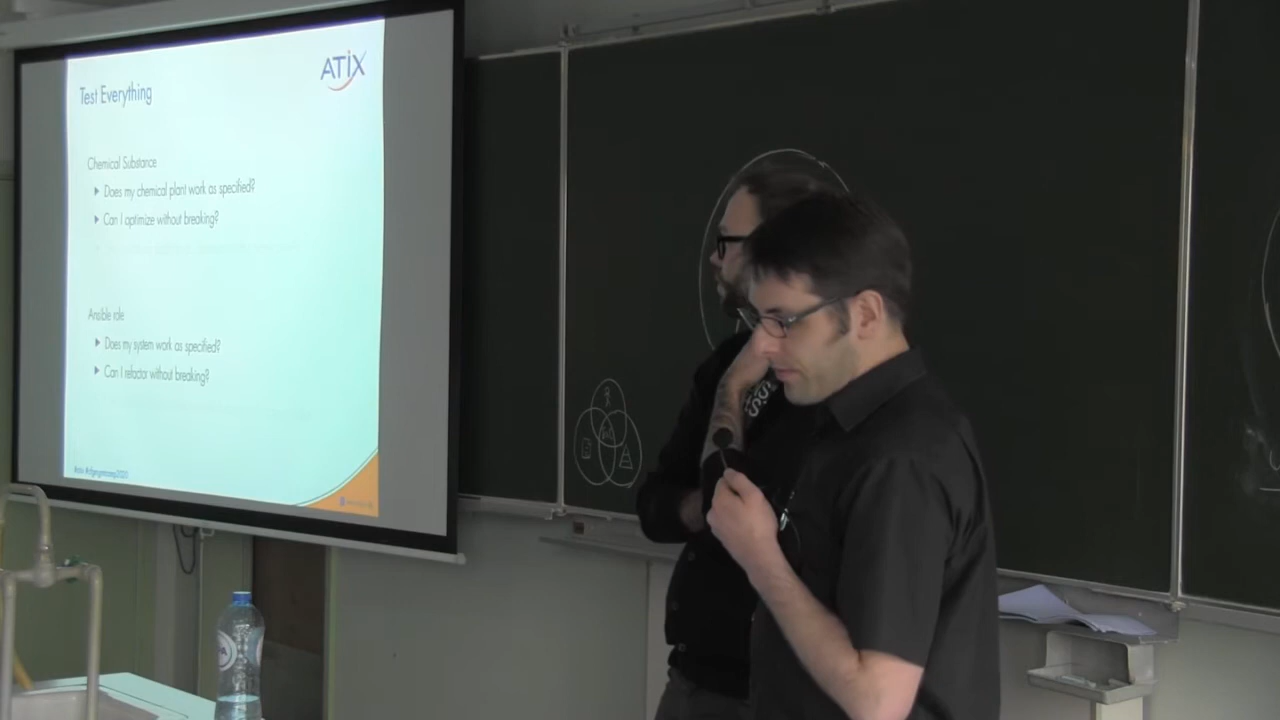 ATIX
Test Everything
Chemical Substance
Does my chemical plant work as specified?
Can I optimize without breaking?
Ansible role
Does my system work as specified?
Can I refactor without breaking?